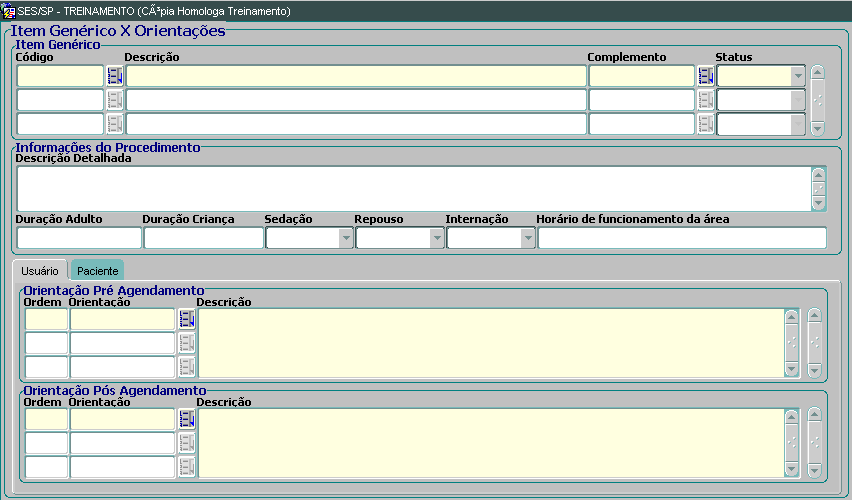 SES/SP - TREINAMENTO (CÃ³pia Homologa Treinamento)
Item Genérico X Orientações
Item Genérico
Código Descrição Complemento Status
Informações do Procedimento
Descrição Detalhada
Duração Adulto Duração Criança Sedação Repouso Internação Horário de funcionamento da área
Usuário Paciente
Orientação Pré Agendamento
Ordem Orientação Descrição
Orientação Pós Agendamento
Ordem Orientação Descrição